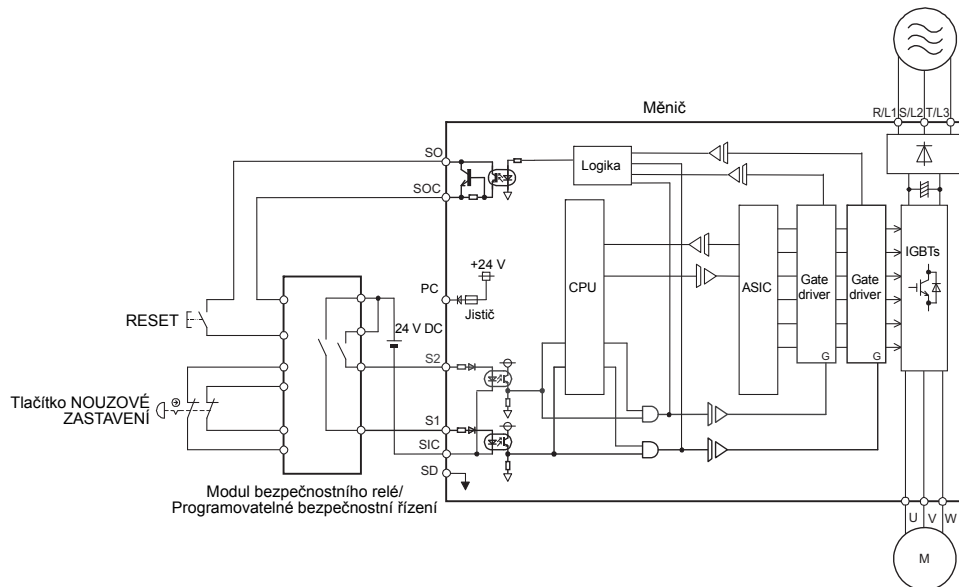 Měnič
R/L1 S/L2 T/L3
SO
SOC
Logika
+24 V
PC
Jistič
CPU
ASIC
Gate
driver
G
Gate
driver
G
IGBTs
RESET
24 V DC
S2
Tlačítko NOUZOVÉ
ZASTAVENÍ
S1
SIC
SD
Modul bezpečnostního relé/
Programovatelné bezpečnostní řízení
U V W
M